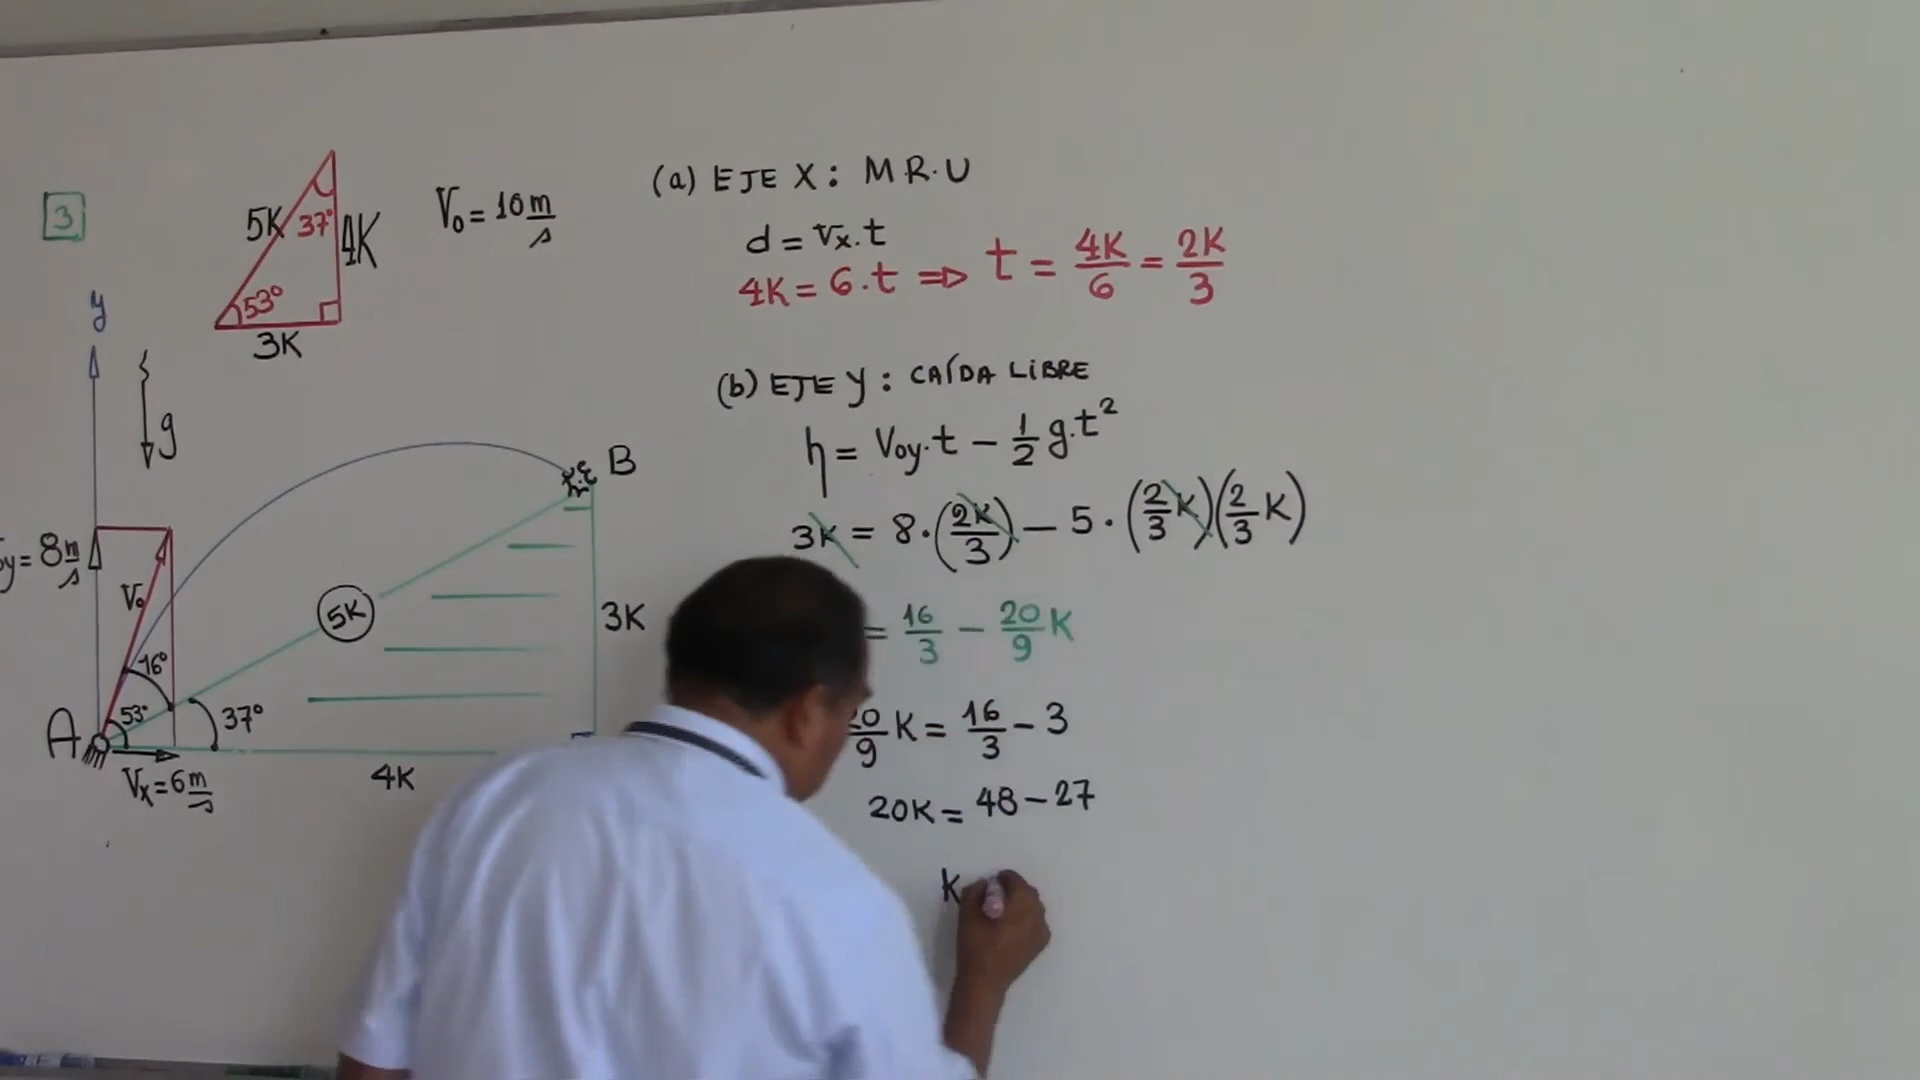 3
5K 37° 4K
53°
3K
V₀ = 10 m/s
y
g
y = 8 m/s
V₀
16°
53°
37°
5K
A
B
3K
Vx = 6 m/s
4K
(a) EJE X : M R.U
d = Vx.t
4K = 6.t ⇒ t = 4K/6 = 2K/3
(b) EJE y : CAÍDA LIBRE
h = Voy.t − 1/2 g.t²
3K = 8.(2K/3) − 5.(2/3 K)(2/3 K)
= 16/3 − 20/9 K
20/9 K = 16/3 − 3
20K = 48 − 27
K